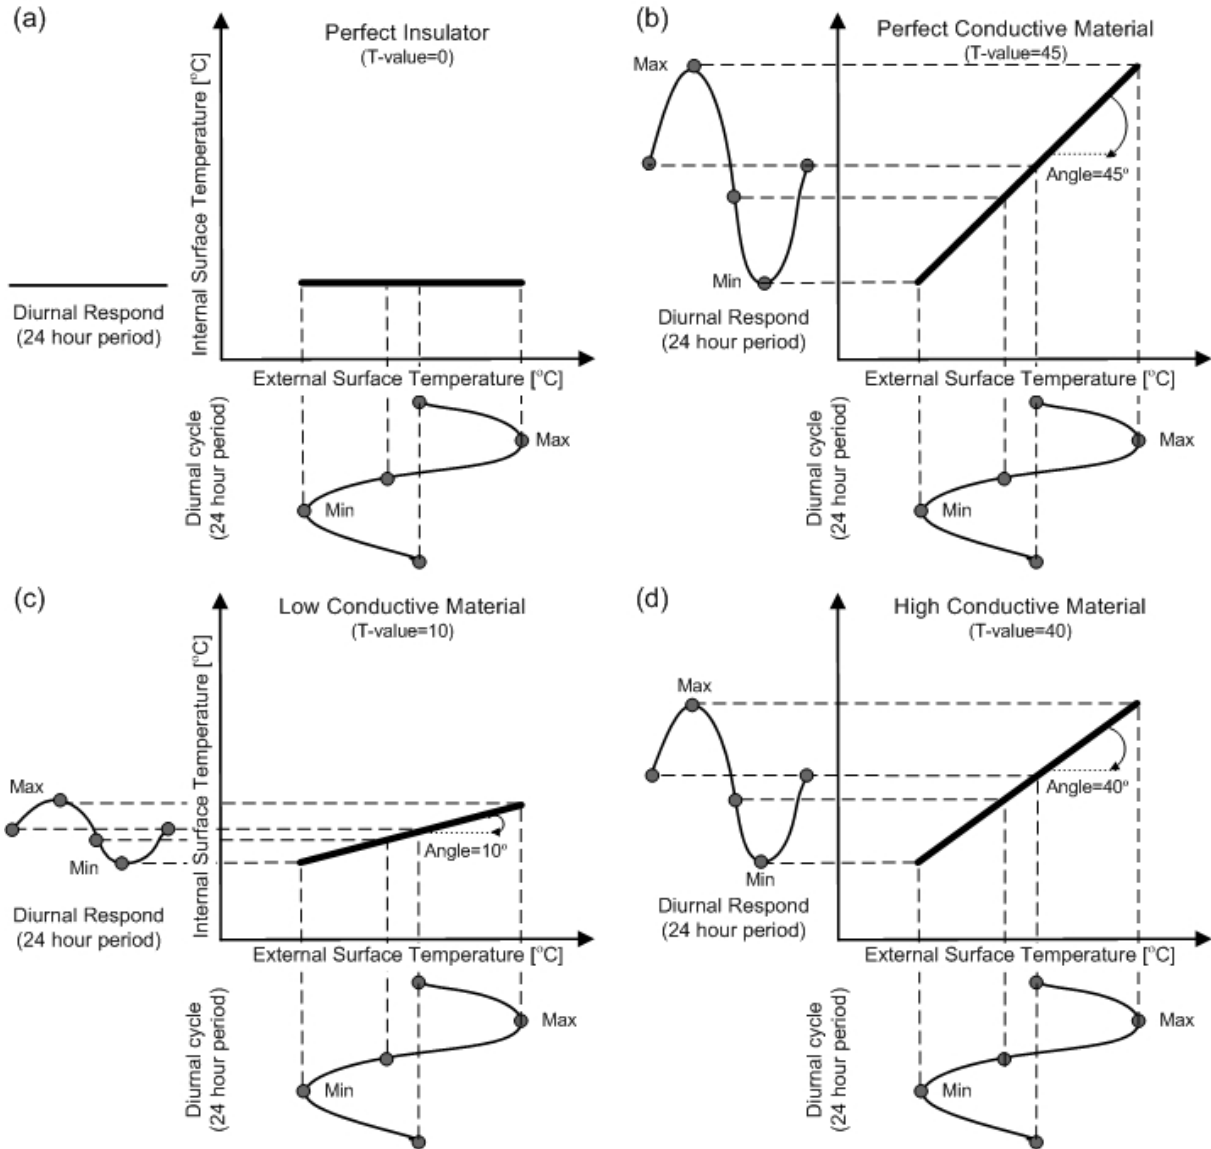 (a)
Perfect Insulator
(T-value=0)
Internal Surface Temperature [°C]
Diurnal Respond
(24 hour period)
External Surface Temperature [°C]
Diurnal cycle
(24 hour period)
Max
Min
(b)
Perfect Conductive Material
(T-value=45)
Max
Angle=45°
Min
Diurnal Respond
(24 hour period)
External Surface Temperature [°C]
Diurnal cycle
(24 hour period)
Max
Min
(c)
Low Conductive Material
(T-value=10)
Internal Surface Temperature [°C]
Max
Angle=10°
Min
Diurnal Respond
(24 hour period)
External Surface Temperature [°C]
Diurnal cycle
(24 hour period)
Max
Min
(d)
High Conductive Material
(T-value=40)
Max
Angle=40°
Min
Diurnal Respond
(24 hour period)
External Surface Temperature [°C]
Diurnal cycle
(24 hour period)
Max
Min